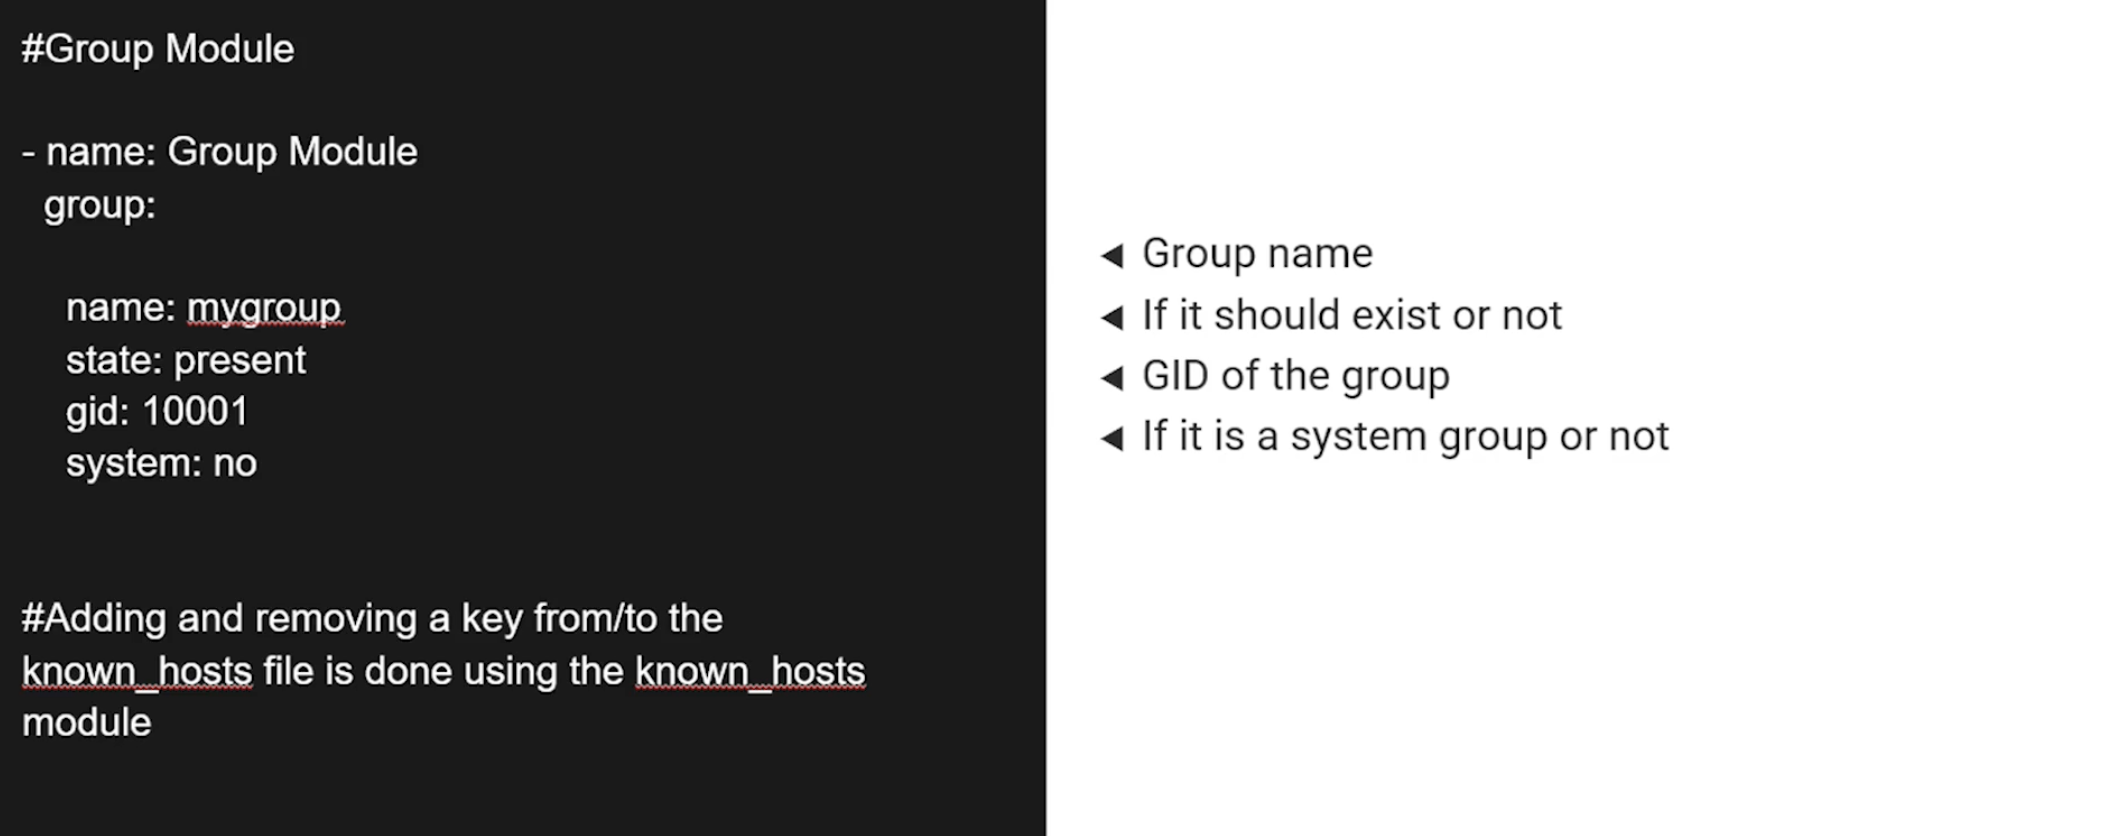 #Group Module
- name: Group Module
group:
name: mygroup
state: present
gid: 10001
system: no
#Adding and removing a key from/to the
known_hosts file is done using the known_hosts
module
◀ Group name
◀ If it should exist or not
◀ GID of the group
◀ If it is a system group or not